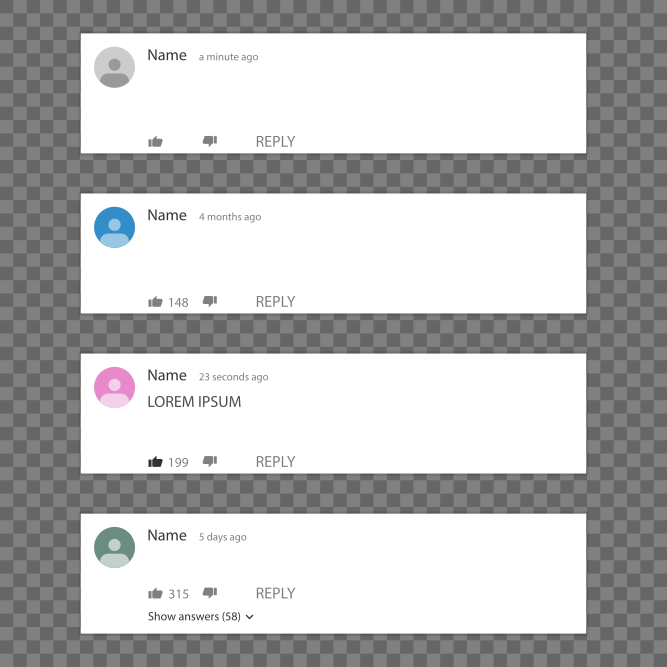 Name a minute ago
REPLY
Name 4 months ago
148 REPLY
Name 23 seconds ago
LOREM IPSUM
199 REPLY
Name 5 days ago
315 REPLY
Show answers (58)